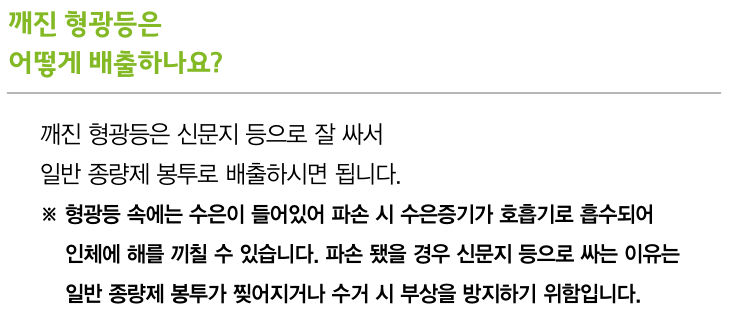 깨진 형광등은
어떻게 배출하나요?
깨진 형광등은 신문지 등으로 잘 싸서
일반 종량제 봉투로 배출하시면 됩니다.
※ 형광등 속에는 수은이 들어있어 파손 시 수은증기가 호흡기로 흡수되어
인체에 해를 끼칠 수 있습니다. 파손 됐을 경우 신문지 등으로 싸는 이유는
일반 종량제 봉투가 찢어지거나 수거 시 부상을 방지하기 위함입니다.